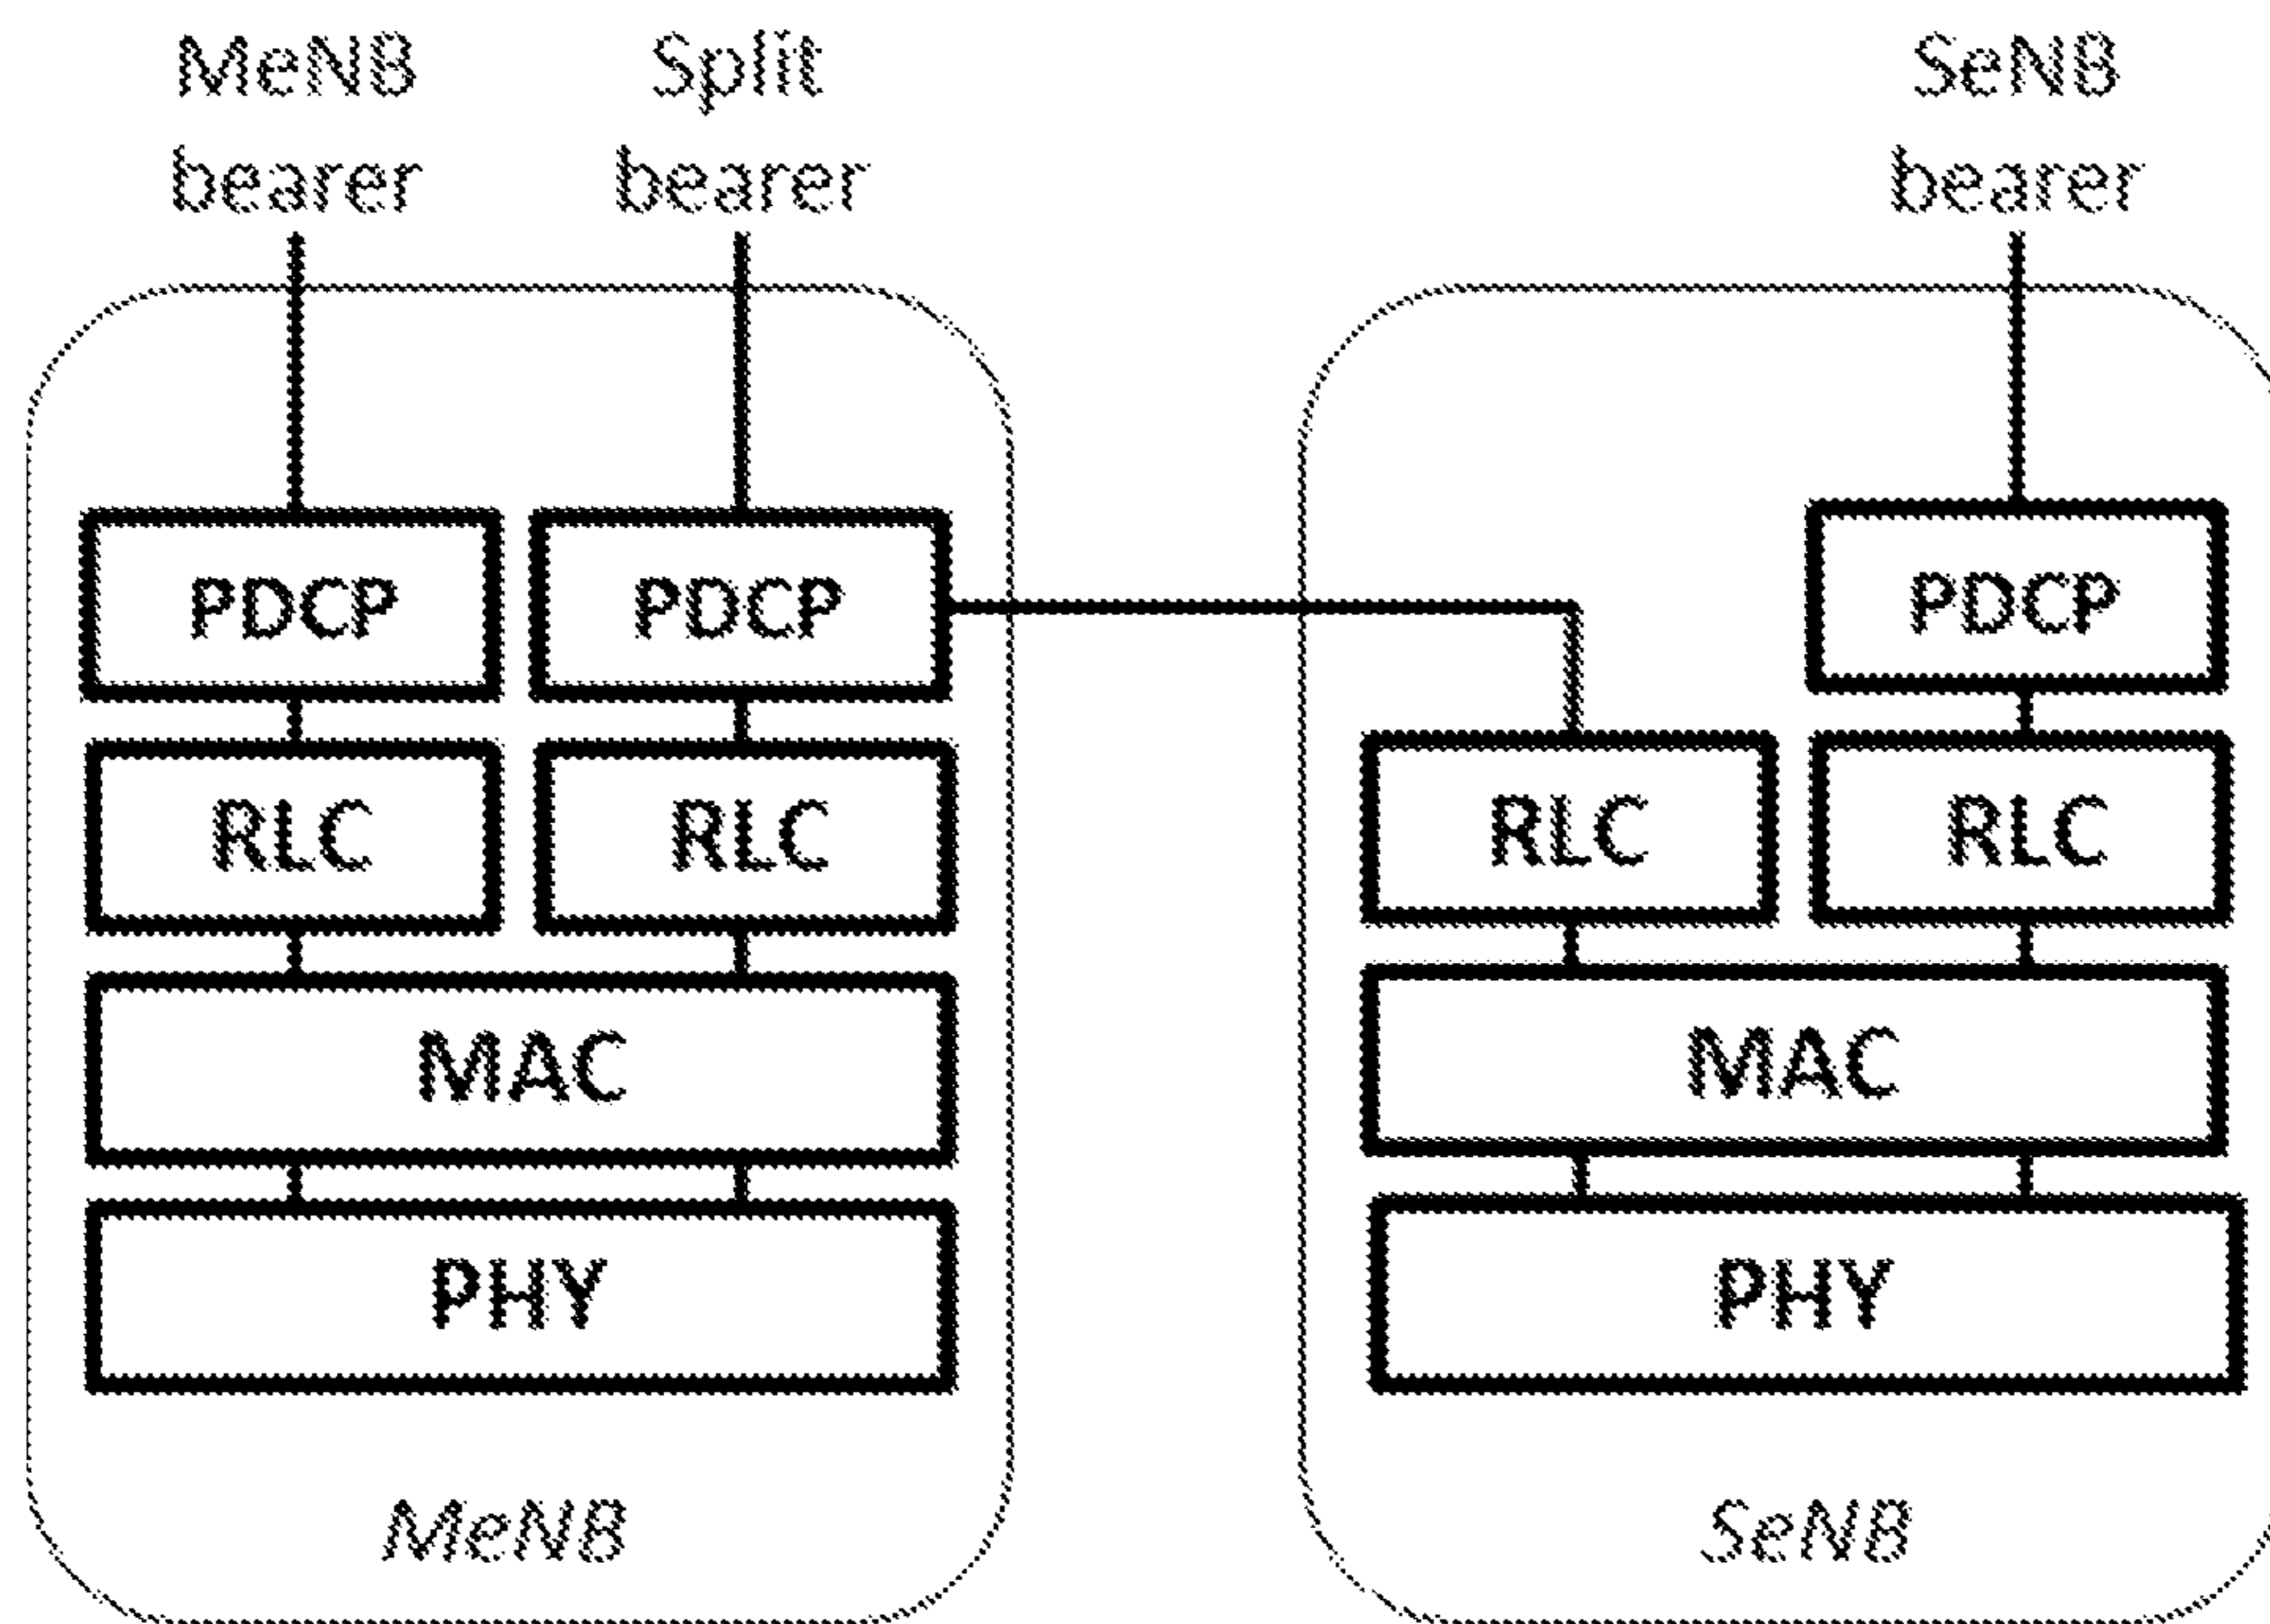 MeNB
bearer
Split
bearer
SeNB
bearer
PDCP
PDCP
PDCP
RLC
RLC
RLC
RLC
MAC
MAC
PHY
PHY
MeNB
SeNB